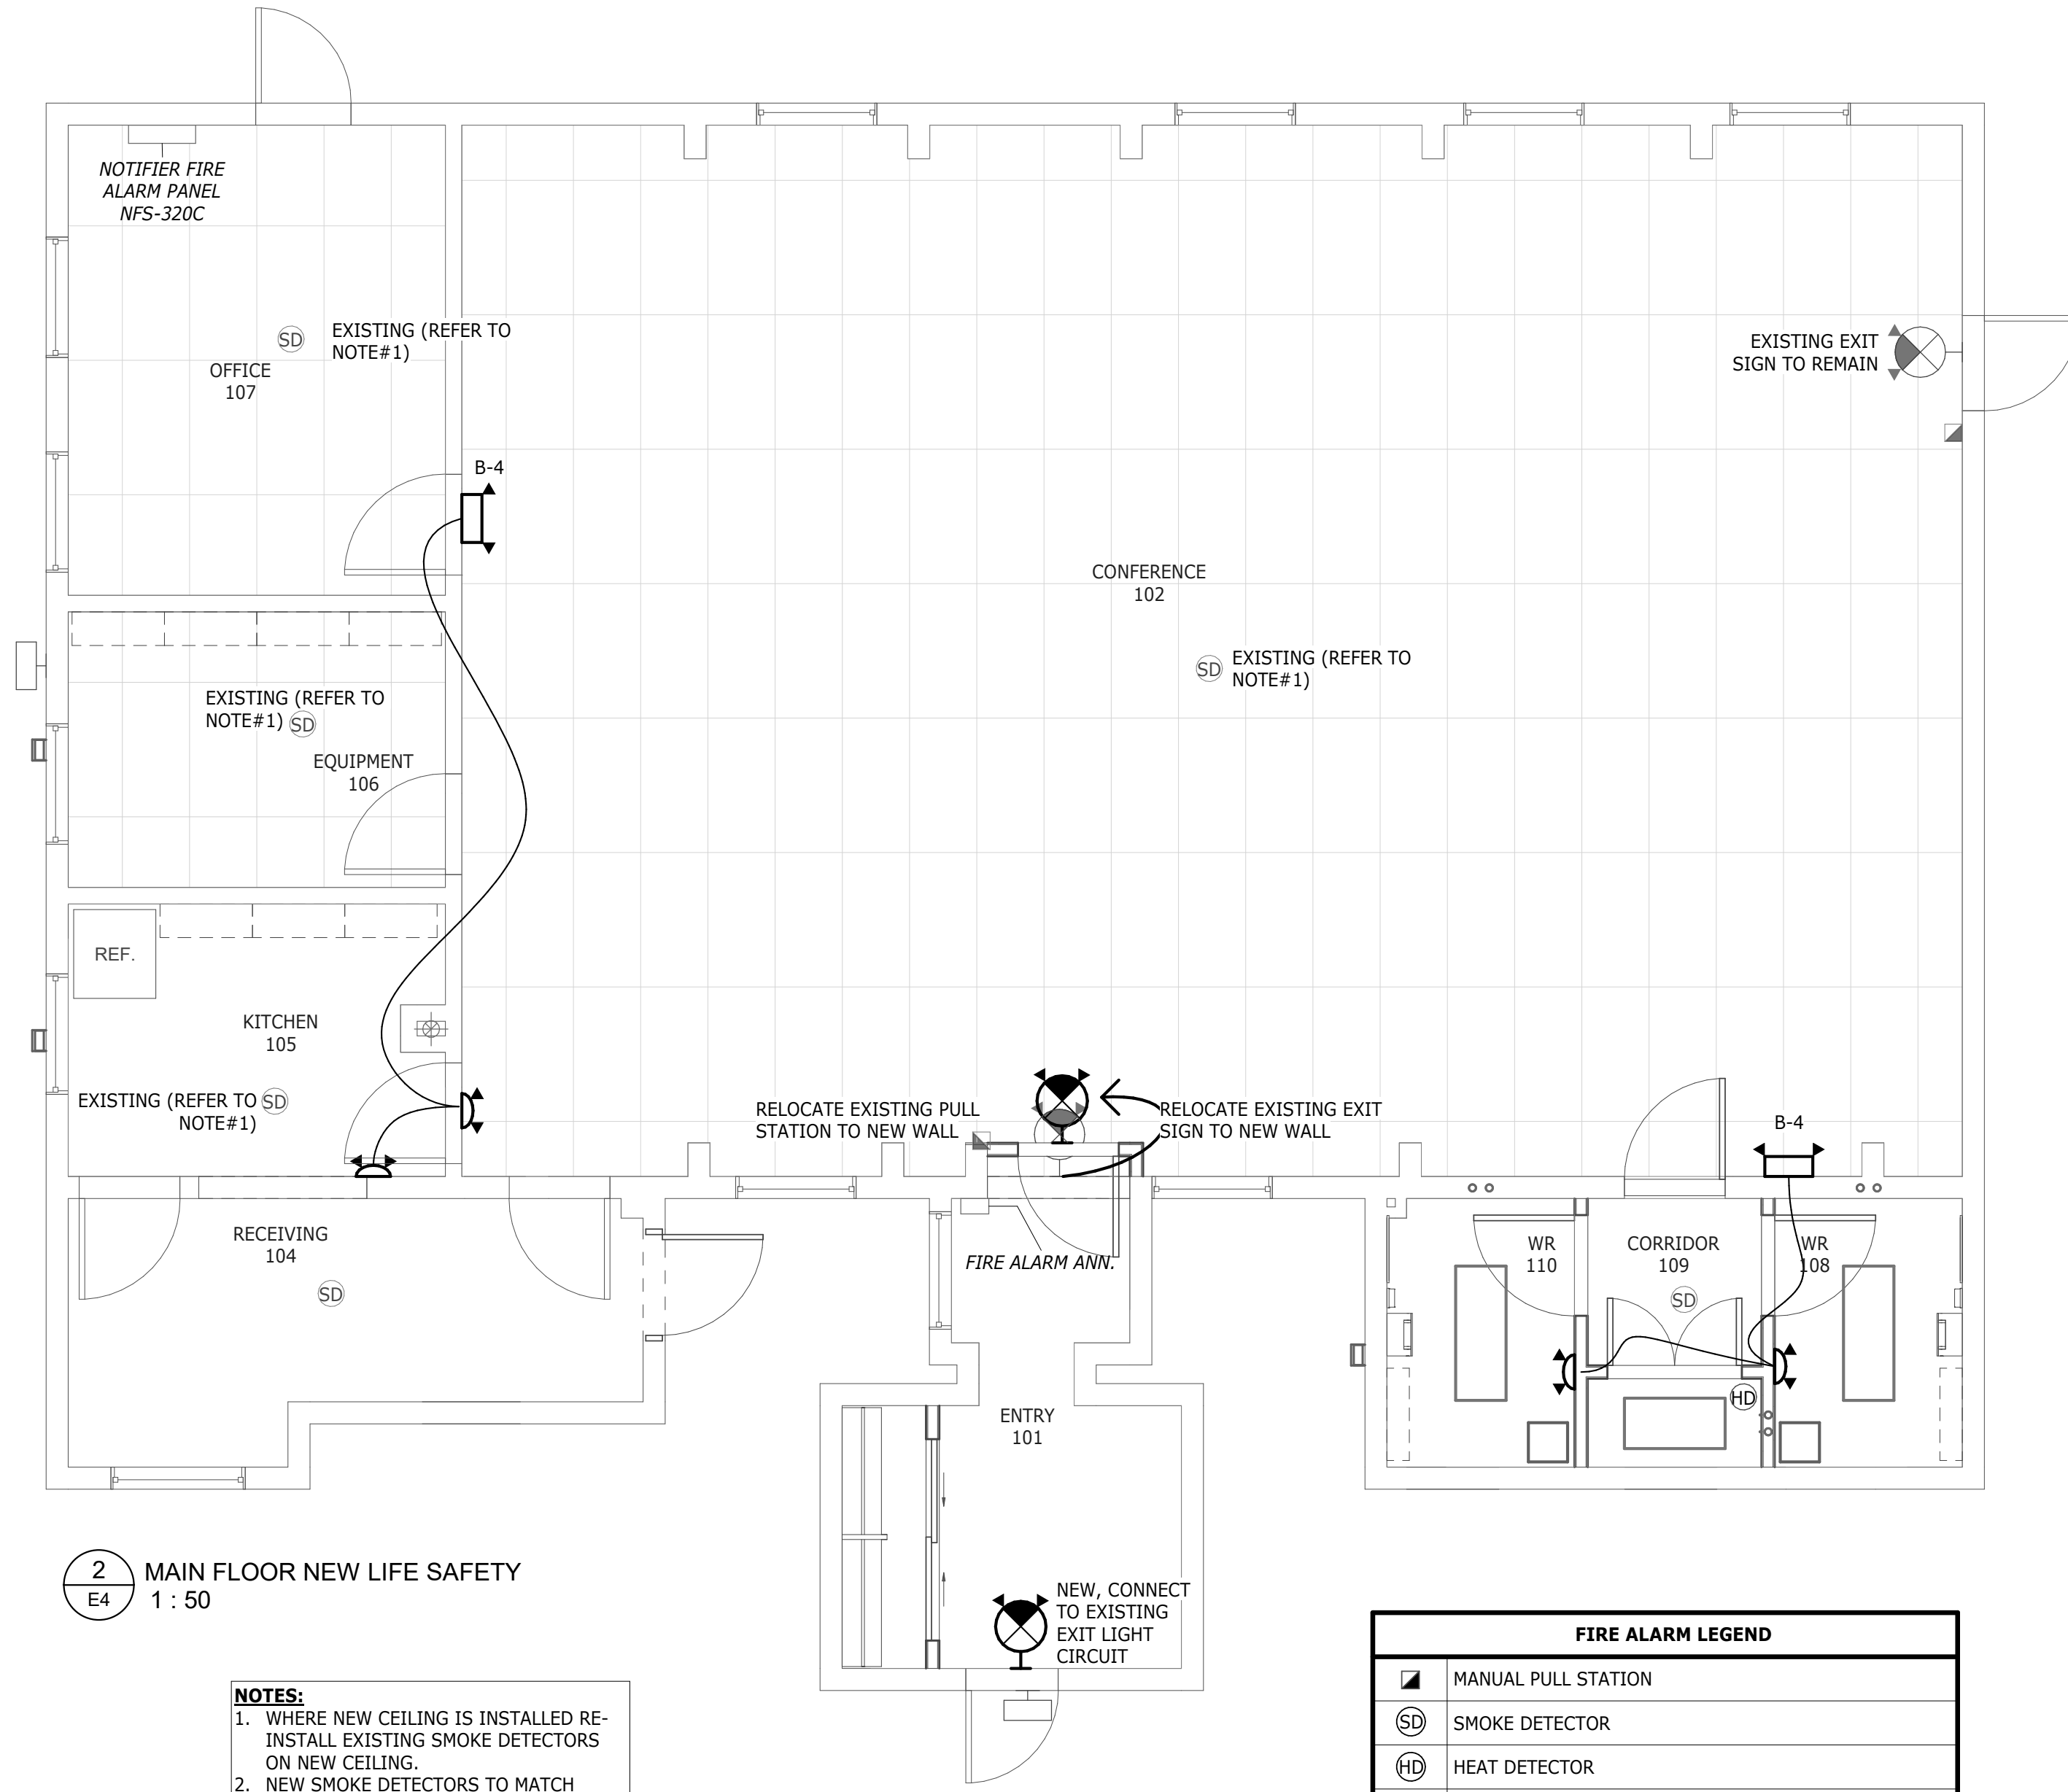 NOTIFIER FIRE
ALARM PANEL
NFS-320C
SD
EXISTING (REFER TO
NOTE#1)
OFFICE
107
EXISTING EXIT
SIGN TO REMAIN
B-4
CONFERENCE
102
SD
EXISTING (REFER TO
NOTE#1)
EXISTING (REFER TO
NOTE#1) SD
EQUIPMENT
106
REF.
KITCHEN
105
EXISTING (REFER TO SD
NOTE#1)
RELOCATE EXISTING PULL
STATION TO NEW WALL
RELOCATE EXISTING EXIT
SIGN TO NEW WALL
B-4
RECEIVING
104
SD
FIRE ALARM ANN.
WR
110
CORRIDOR
109
SD
WR
108
HD
ENTRY
101
2
E4
MAIN FLOOR NEW LIFE SAFETY
1 : 50
NEW, CONNECT
TO EXISTING
EXIT LIGHT
CIRCUIT
NOTES:
1. WHERE NEW CEILING IS INSTALLED RE-
INSTALL EXISTING SMOKE DETECTORS
ON NEW CEILING.
2. NEW SMOKE DETECTORS TO MATCH
FIRE ALARM LEGEND
MANUAL PULL STATION
SD SMOKE DETECTOR
HD HEAT DETECTOR